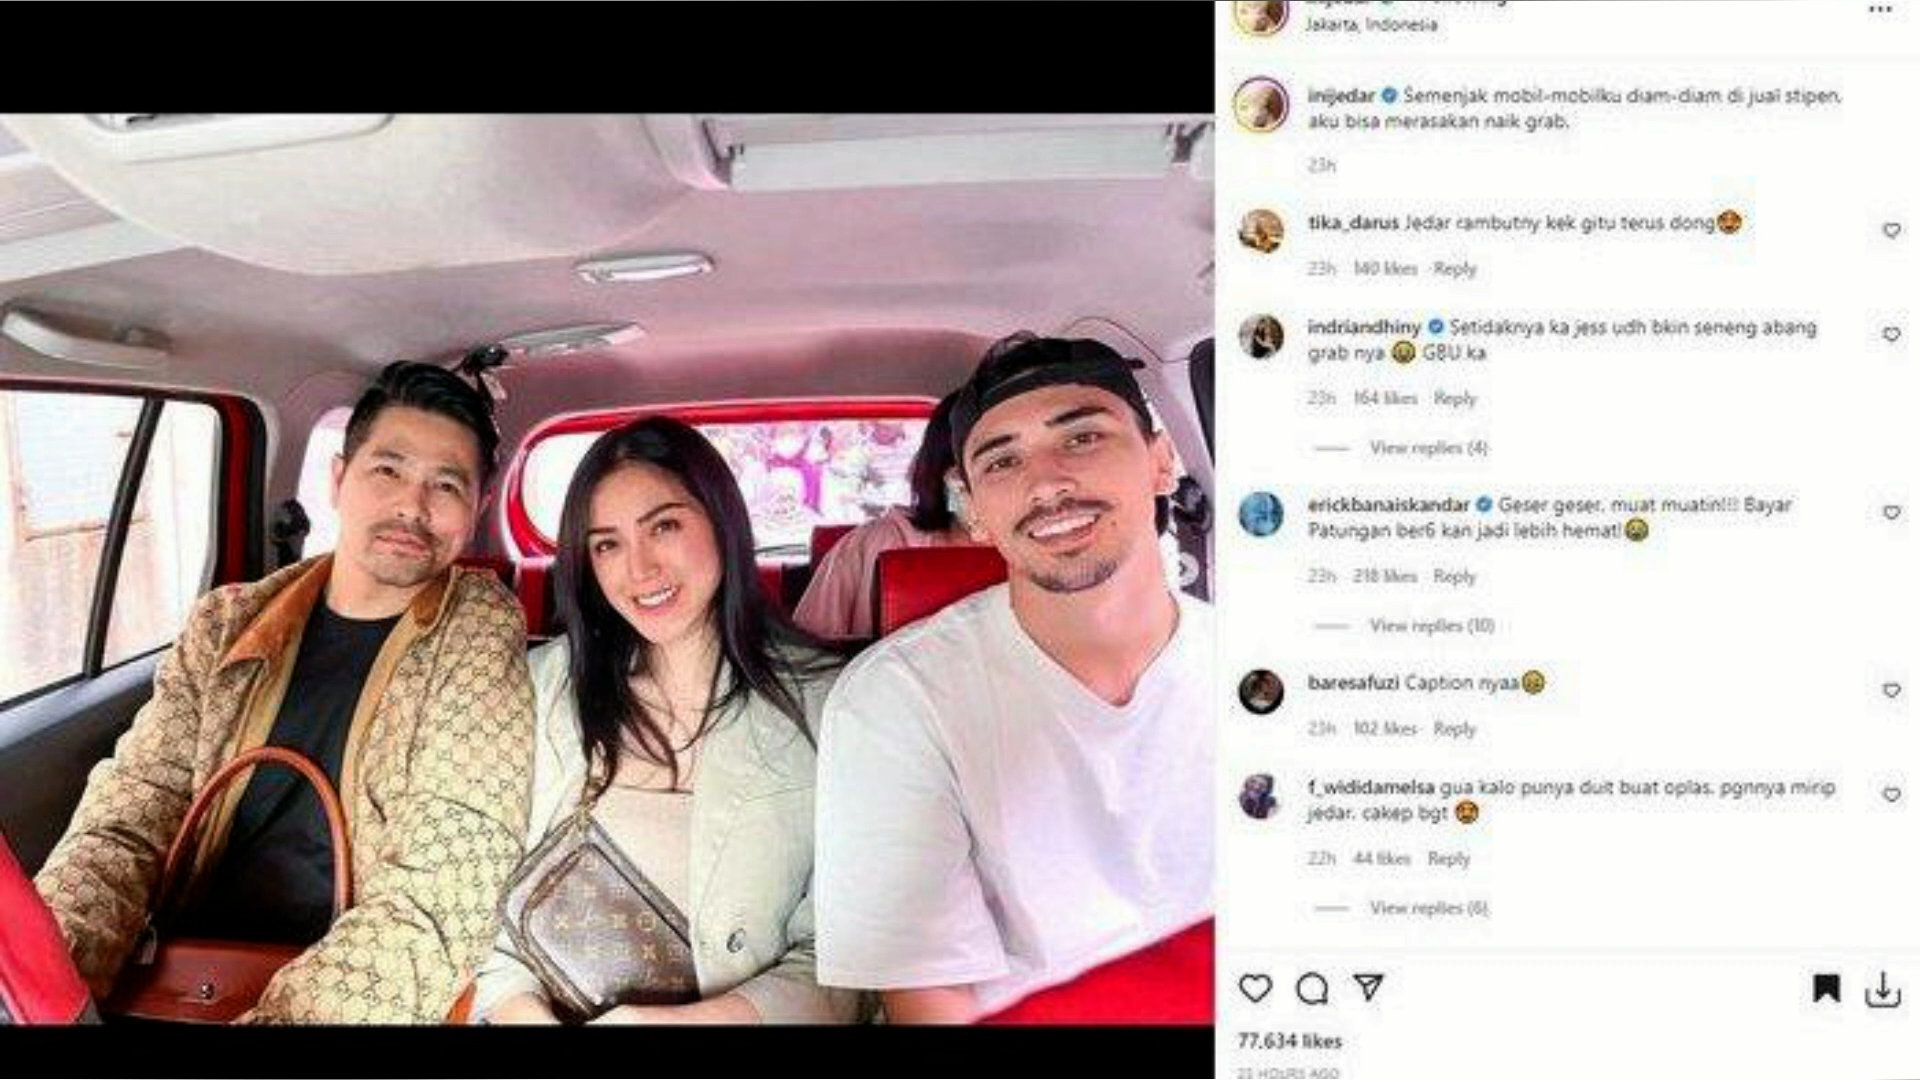 Jakarta, Indonesia
inijedar Semenjak mobil-mobilku diam-diam di jual stipen,
aku bisa merasakan naik grab.
23h
tika_darus Jedar rambutny kek gitu terus dong
23h 140 likes Reply
indriandhiny Setidaknya ka jess udh bkin seneng abang
grab nya GBU ka
23h 164 likes Reply
View replies (4)
erickbanaiskandar Geser geser, muat muatin!!! Bayar
Patungan ber6 kan jadi lebih hemat!
23h 218 likes Reply
View replies (10)
baresafuzi Caption nyaa
23h 102 likes Reply
f_wididamelsa gua kalo punya duit buat oplas, pgnnya mirip
jedar, cakep bgt
22h 44 likes Reply
View replies (6)
77.634 likes
HOURS AGO